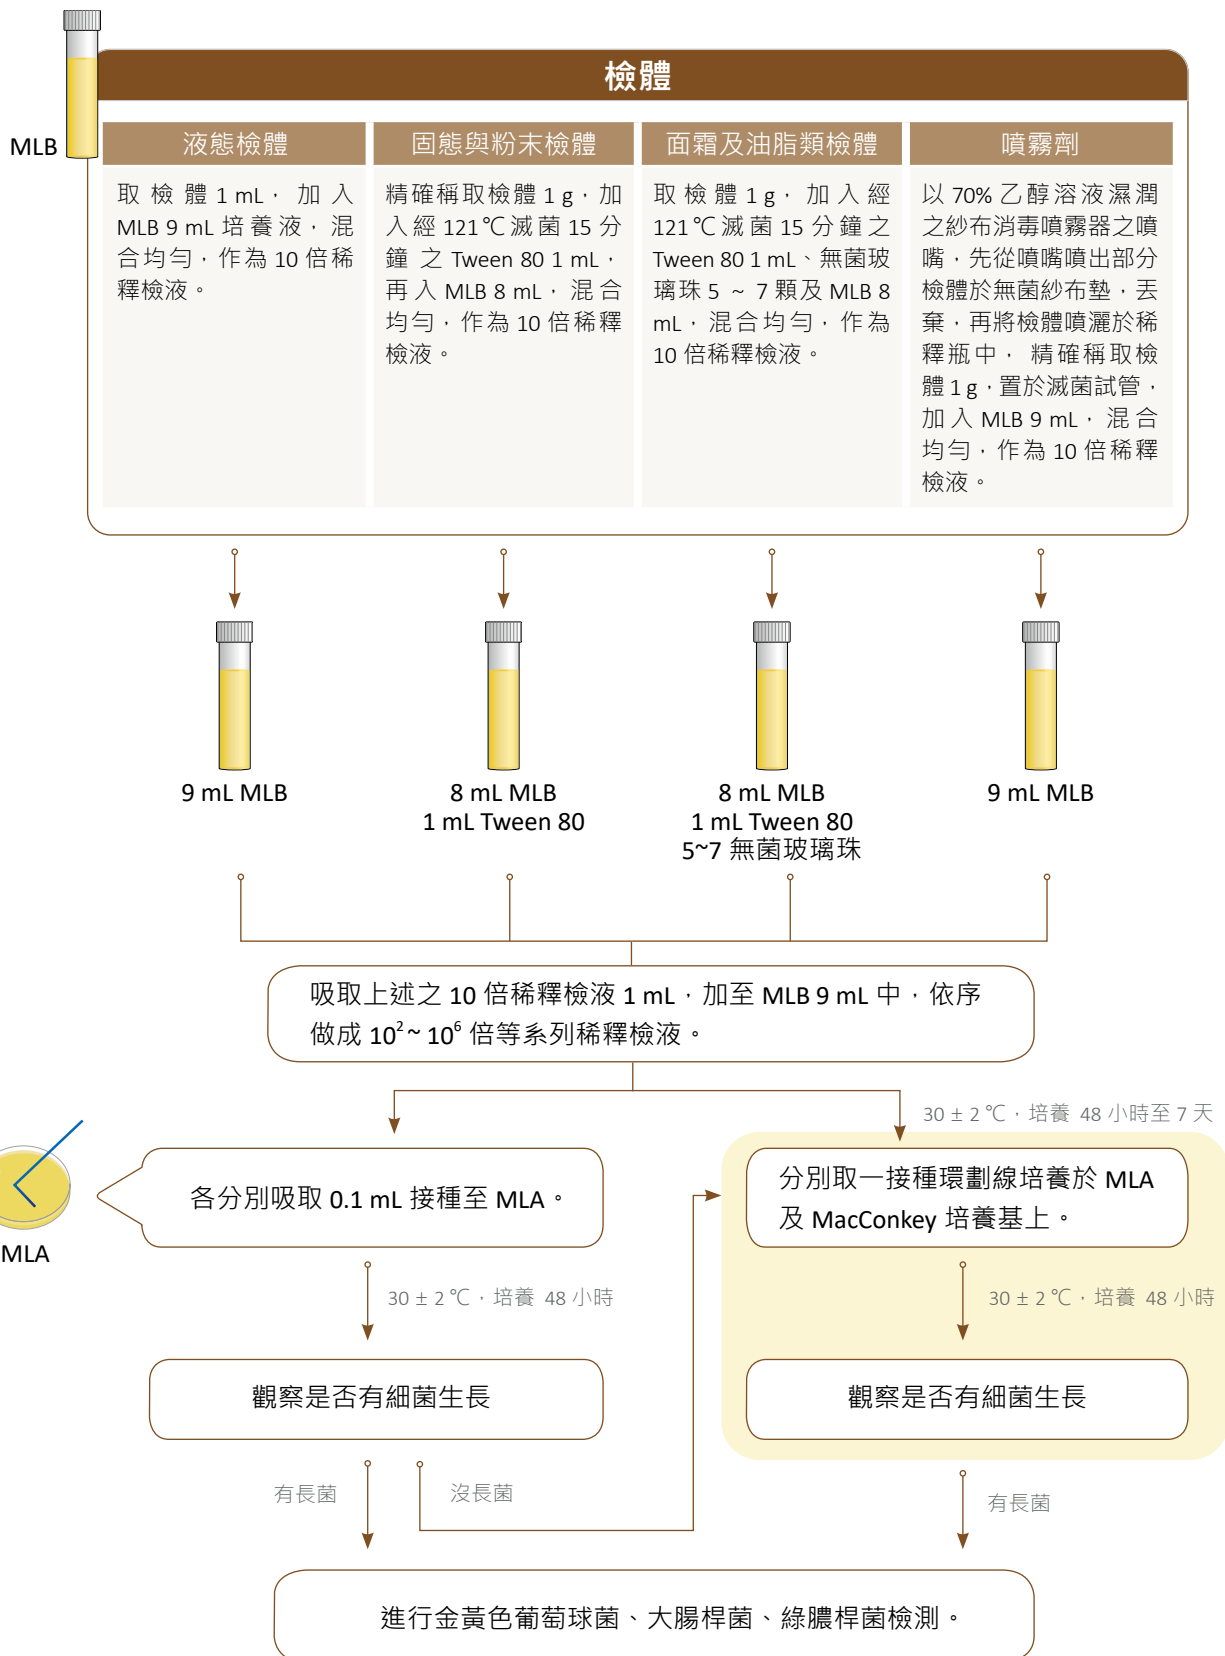 MLB
檢體
液態檢體
取檢體1 mL，加入
MLB 9 mL 培養液，混
合均勻，作為 10 倍稀
釋檢液。
固態與粉末檢體
精確稱取檢體1 g，加
入經 121℃滅菌 15 分
鐘之 Tween 80 1 mL，
再入 MLB 8 mL，混合
均勻，作為 10 倍稀釋
檢液。
面霜及油脂類檢體
取檢體1g，加入經
121℃滅菌 15 分鐘之
Tween 80 1 mL、無菌玻
璃珠 5 ~ 7 顆及 MLB 8
mL，混合均勻，作為
10 倍稀釋檢液。
噴霧劑
以 70% 乙醇溶液濕潤
之紗布消毒噴霧器之噴
嘴，先從噴嘴噴出部分
檢體於無菌紗布墊，丟
棄，再將檢體噴灑於稀
釋瓶中，精確稱取檢
體1 g，置於滅菌試管，
加入 MLB 9 mL，混合
均勻，作為 10 倍稀釋
檢液。
9 mL MLB
8 mL MLB
1 mL Tween 80
8 mL MLB
1 mL Tween 80
5~7 無菌玻璃珠
9 mL MLB
吸取上述之 10 倍稀釋檢液 1 mL，加至 MLB 9 mL 中，依序
做成 10² ~ 10⁶ 倍等系列稀釋檢液。
30 ± 2 ℃，培養 48 小時至 7 天
各分別吸取 0.1 mL 接種至 MLA。
MLA
分別取一接種環劃線培養於 MLA
及 MacConkey 培養基上。
30 ± 2 ℃，培養 48 小時
30 ± 2 ℃，培養 48 小時
觀察是否有細菌生長
觀察是否有細菌生長
有長菌
沒長菌
有長菌
進行金黃色葡萄球菌、大腸桿菌、綠膿桿菌檢測。